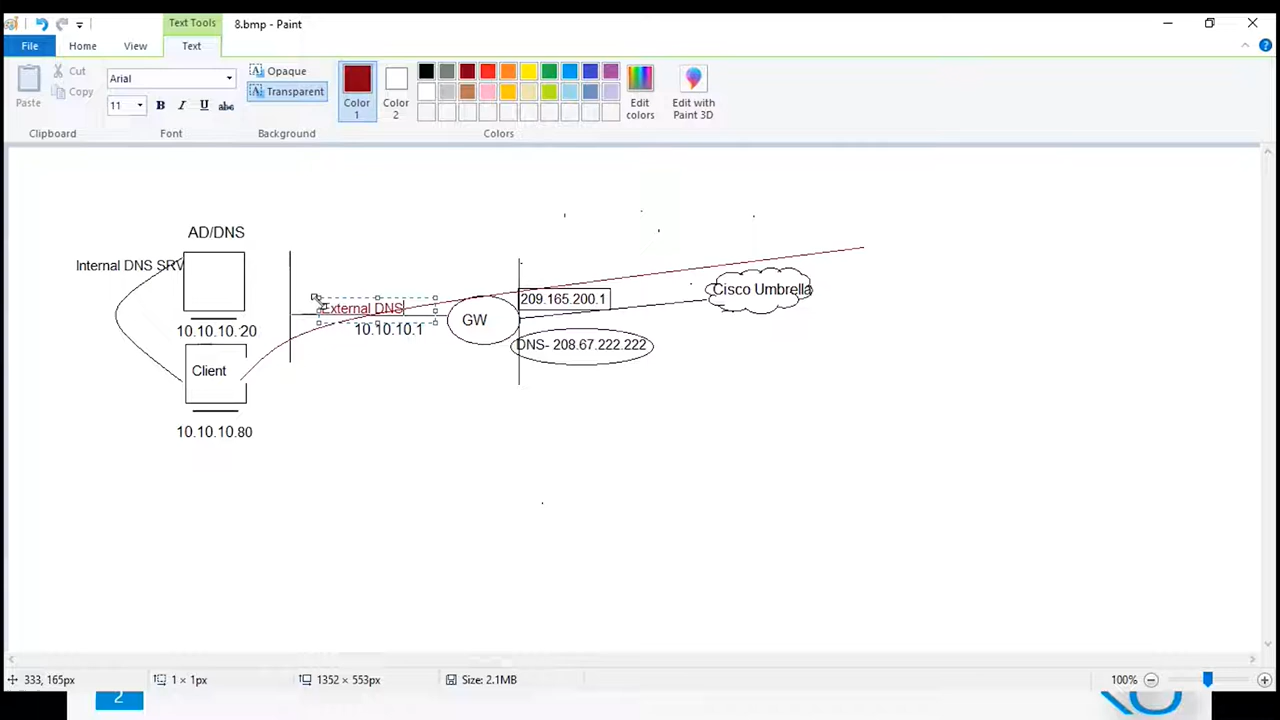 Text Tools
8.bmp - Paint
File
Home
View
Text
Paste
Cut
Copy
Clipboard
Arial
11
B
I
U
abc
Font
A
Opaque
A
Transparent
Background
Color
1
Color
2
Edit
colors
Edit with
Paint 3D
Colors
AD/DNS
Internal DNS SRV
10.10.10.20
Client
10.10.10.80
External DNS
10.10.10.1
GW
209.165.200.1
DNS- 208.67.222.222
Cisco Umbrella
333, 165px
1 × 1px
1352 × 553px
Size: 2.1MB
100%
2